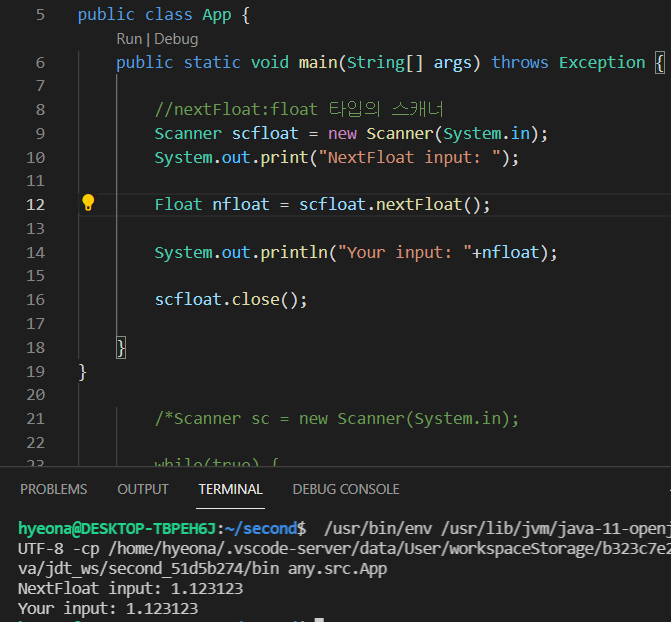 5 public class App {
Run | Debug
6 public static void main(String[] args) throws Exception {
7
8 //nextFloat:float 타입의 스캐너
9 Scanner scfloat = new Scanner(System.in);
10 System.out.print("NextFloat input: ");
11
12 Float nfloat = scfloat.nextFloat();
13
14 System.out.println("Your input: "+nfloat);
15
16 scfloat.close();
17
18 }
19 }
20
21 /*Scanner sc = new Scanner(System.in);
22
23 while(true) {
PROBLEMS OUTPUT TERMINAL DEBUG CONSOLE
hyeona@DESKTOP-TBPEH6J:~/second$ /usr/bin/env /usr/lib/jvm/java-11-openj
UTF-8 -cp /home/hyeona/.vscode-server/data/User/workspaceStorage/b323c7e2
va/jdt_ws/second_51d5b274/bin any.src.App
NextFloat input: 1.123123
Your input: 1.123123